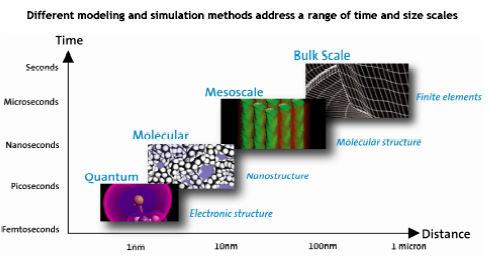 Different modeling and simulation methods address a range of time and size scales
Time
Bulk Scale
Seconds
Finite elements
Mesoscale
Microseconds
Molecular structure
Molecular
Nanoseconds
Nanostructure
Quantum
Picoseconds
Electronic structure
Femtoseconds
Distance
1nm
10nm
100nm
1 micron